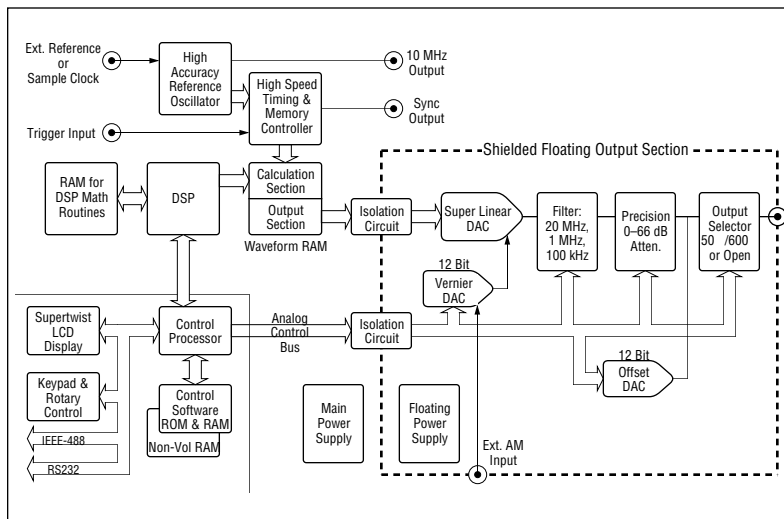 Ext. Reference
or
Sample Clock
High
Accuracy
Reference
Oscillator
10 MHz
Output
High Speed
Timing &
Memory
Controller
Sync
Output
Trigger Input
Shielded Floating Output Section
RAM for
DSP Math
Routines
DSP
Calculation
Section
Output
Section
Waveform RAM
Isolation
Circuit
Super Linear
DAC
Filter:
20 MHz,
1 MHz,
100 kHz
Precision
0–66 dB
Atten.
Output
Selector
50 /600
or Open
12 Bit
Vernier
DAC
Supertwist
LCD
Display
Control
Processor
Analog
Control
Bus
Isolation
Circuit
12 Bit
Offset
DAC
Keypad &
Rotary
Control
Control
Software
ROM & RAM
Non-Vol RAM
Main
Power
Supply
Floating
Power
Supply
IEEE-488
RS232
Ext. AM
Input